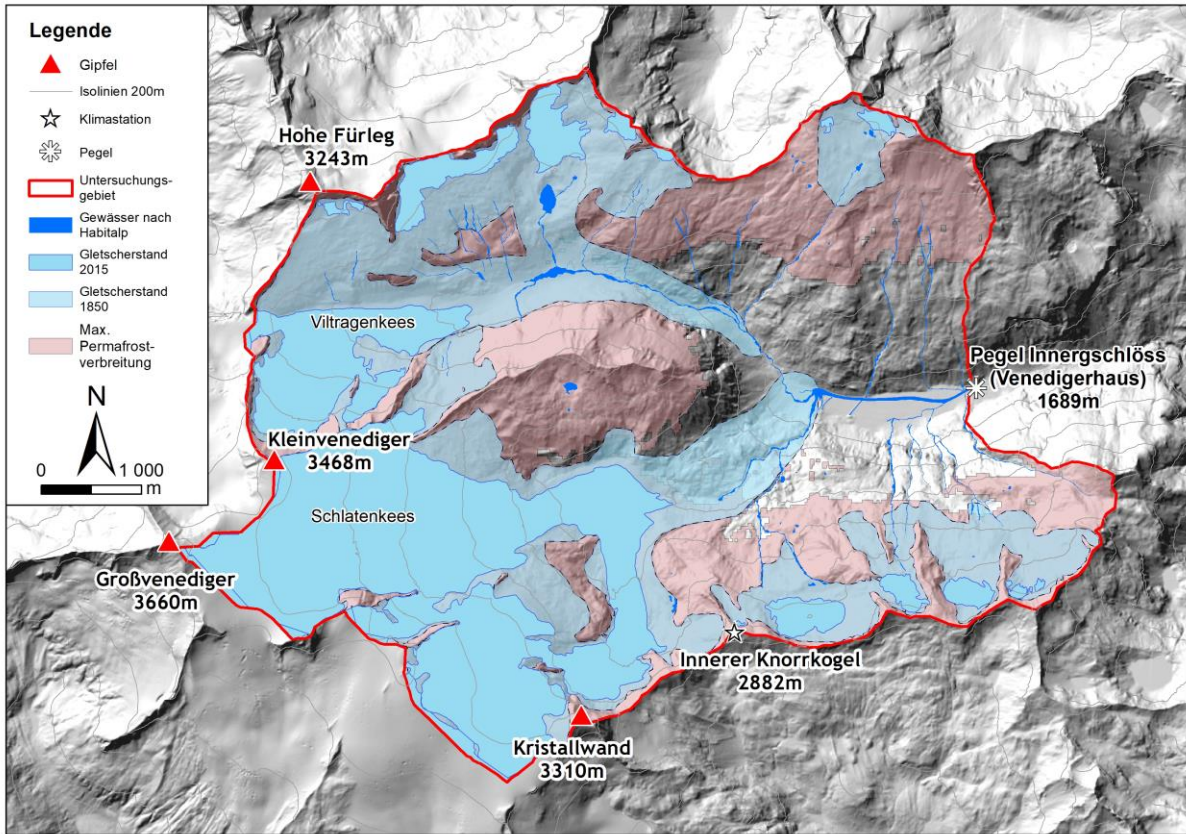 Legende
Gipfel
Isolinien 200m
Klimastation
Pegel
Untersuchungs-
gebiet
Gewässer nach
Habitalp
Gletscherstand
2015
Gletscherstand
1850
Max.
Permafrost-
verbreitung
N
0 1 000
m
Hohe Fürleg
3243m
Viltragenkees
Pegel Innergschlöss
(Venedigerhaus)
1689m
Kleinvenediger
3468m
Schlatenkees
Großvenediger
3660m
Innerer Knorrkogel
2882m
Kristallwand
3310m